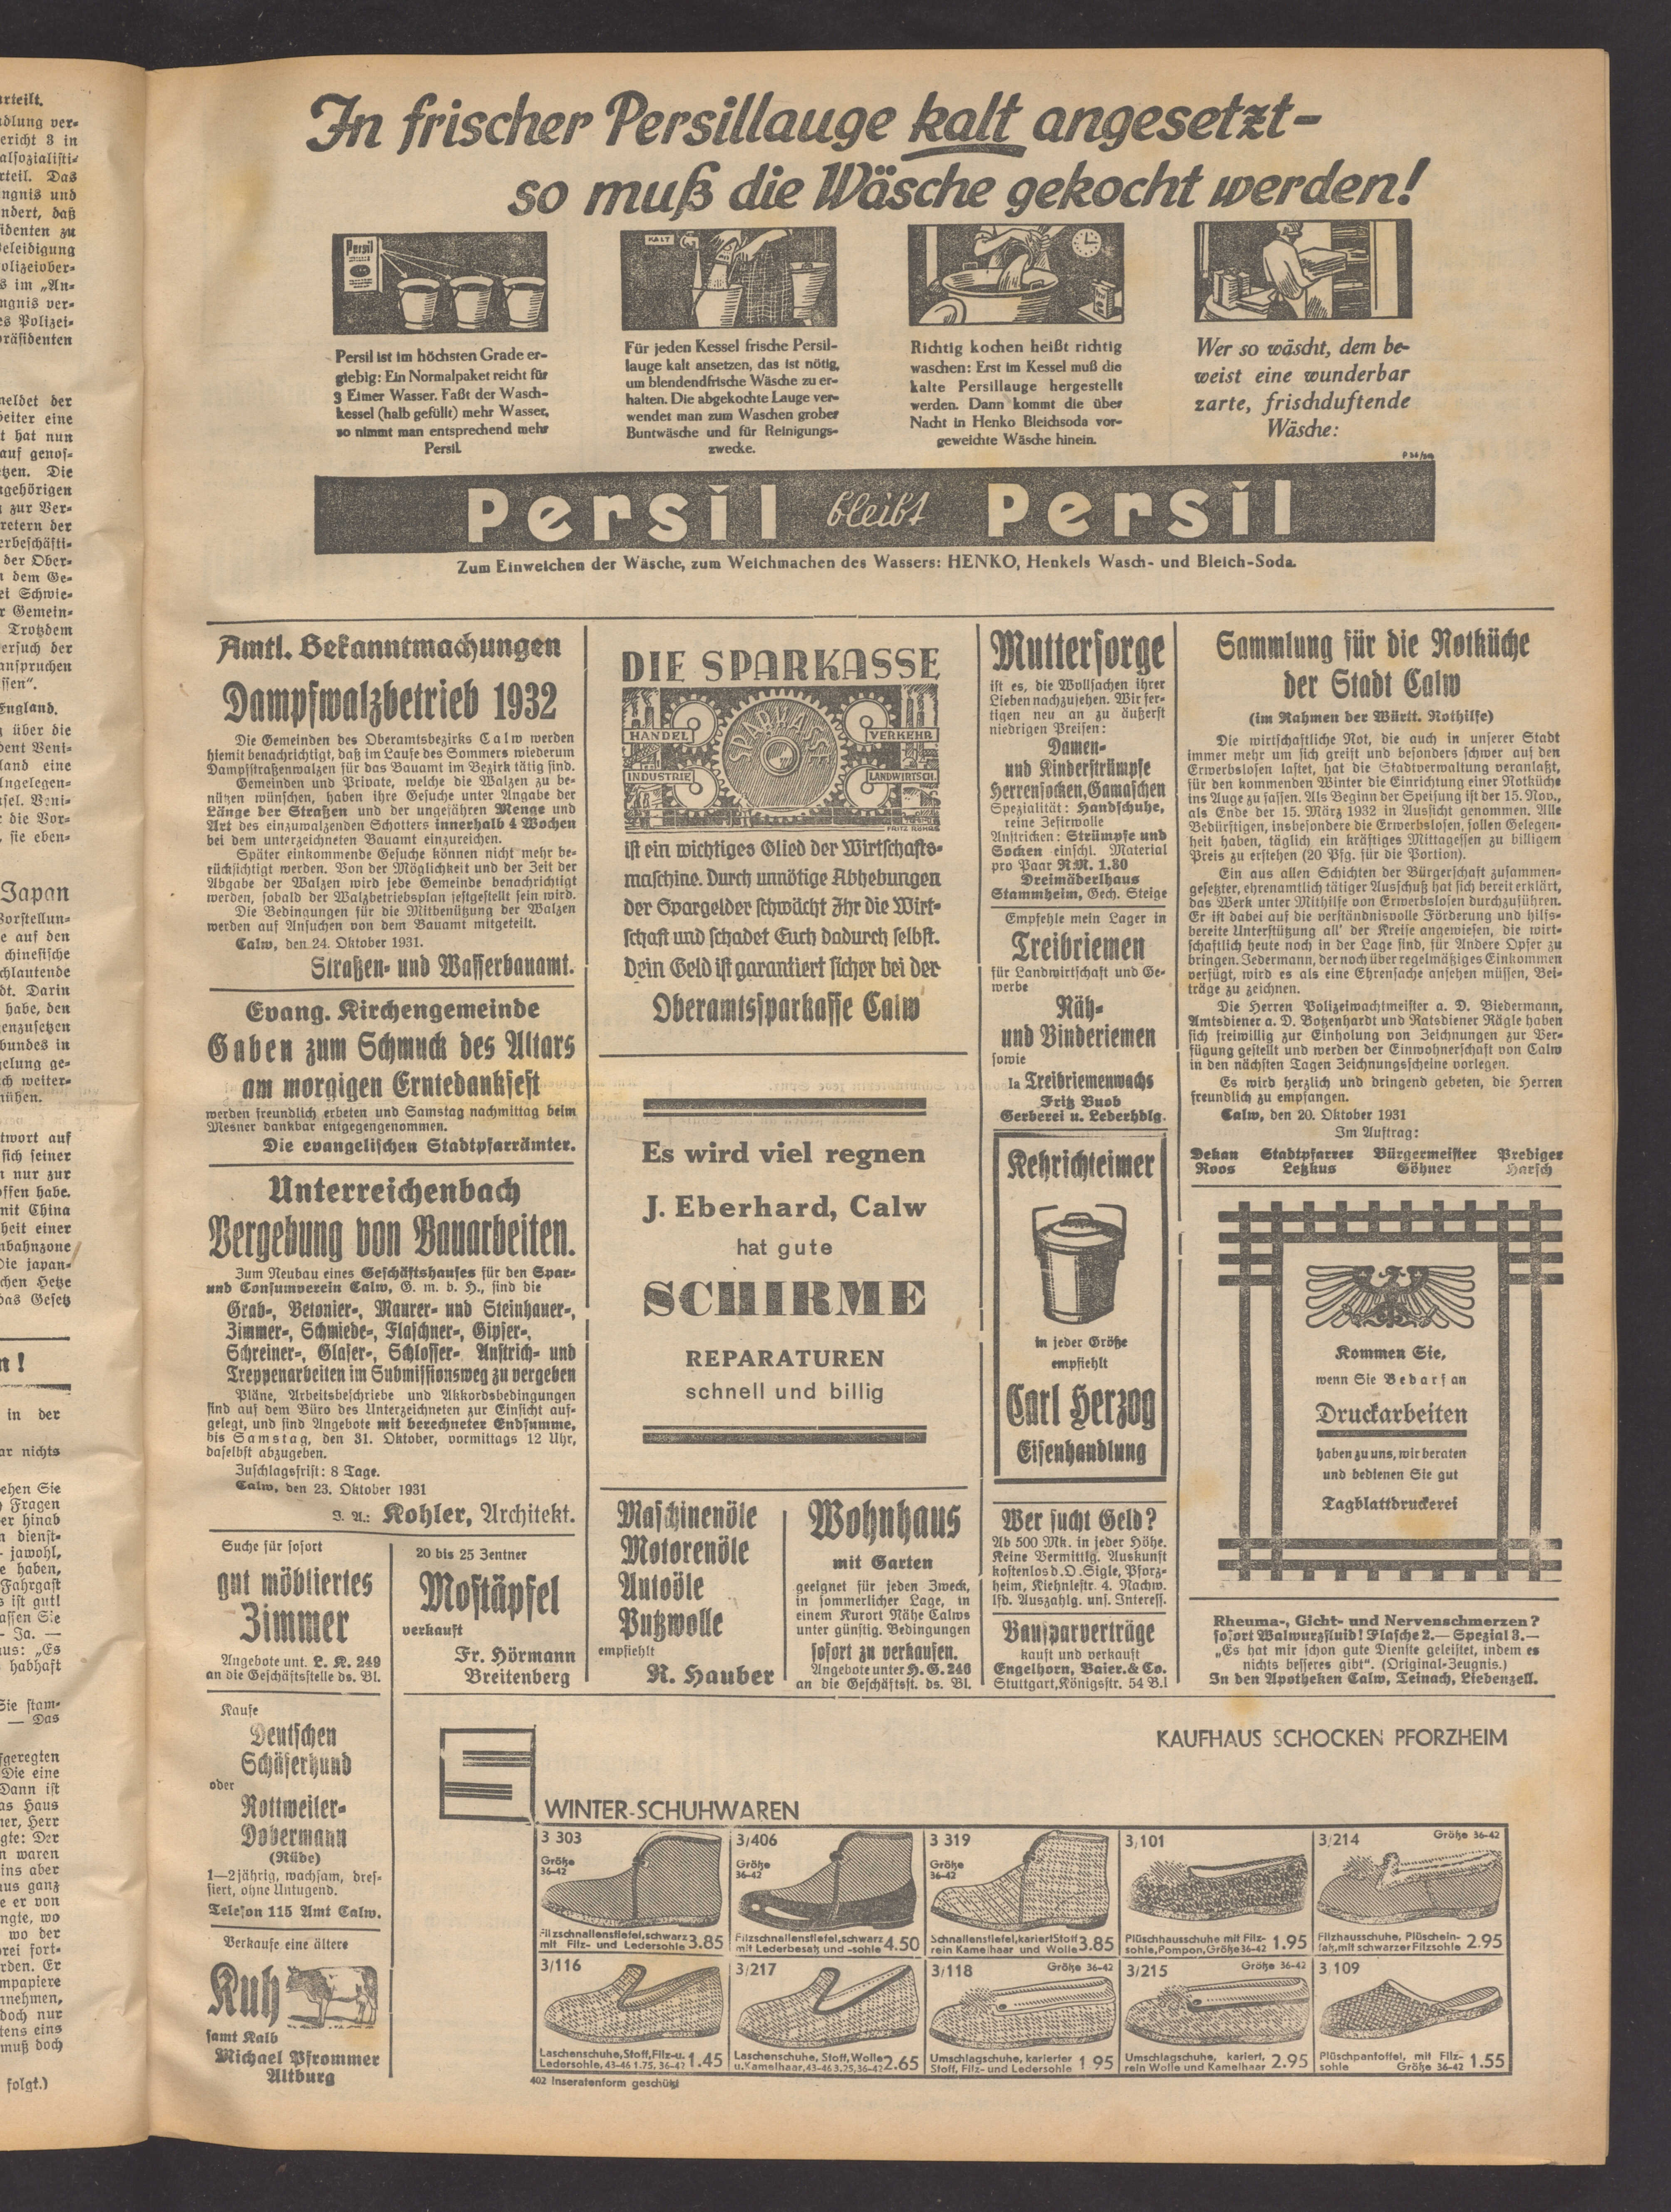 In frischer Persillauge kalt angesetzt-
so muß die Wäsche gekocht werden!
Persil
Persil ist im höchsten Grade er-
giebig: Ein Normalpaket reicht für
3 Eimer Wasser. Faßt der Wasch-
kessel (halb gefüllt) mehr Wasser,
so nimmt man entsprechend mehr
Persil.
KALT
Für jeden Kessel frische Persil-
lauge kalt ansetzen, das ist nötig,
um blendendfrische Wäsche zu er-
halten. Die abgekochte Lauge ver-
wendet man zum Waschen grober
Buntwäsche und für Reinigungs-
zwecke.
Richtig kochen heißt richtig
waschen: Erst im Kessel muß die
kalte Persillauge hergestellt
werden. Dann kommt die über
Nacht in Henko Bleichsoda vor-
geweichte Wäsche hinein.
Wer so wäscht, dem be-
weist eine wunderbar
zarte, frischduftende
Wäsche:
Persil bleibt Persil
Zum Einweichen der Wäsche, zum Weichmachen des Wassers: HENKO, Henkels Wasch- und Bleich-Soda.
Amtl. Bekanntmachungen
Dampfwalzbetrieb 1932
Die Gemeinden des Oberamtsbezirks Calw werden
hiemit benachrichtigt, daß im Laufe des Sommers wiederum
Dampfstraßenwalzen für das Bauamt im Bezirk tätig sind.
Gemeinden und Private, welche die Walzen zu be-
nützen wünschen, haben ihre Gesuche unter Angabe der
Länge der Straßen und der ungefähren Menge und
Art des einzuwalzenden Schotters innerhalb 4 Wochen
bei dem unterzeichneten Bauamt einzureichen.
Später einkommende Gesuche können nicht mehr be-
rücksichtigt werden. Von der Möglichkeit und der Zeit der
Abgabe der Walzen wird jede Gemeinde benachrichtigt
werden, sobald der Walzbetriebsplan festgestellt sein wird.
Die Bedingungen für die Mitbenützung der Walzen
werden auf Ansuchen von dem Bauamt mitgeteilt.
Calw, den 24. Oktober 1931.
Straßen- und Wasserbauamt.
Evang. Kirchengemeinde
Gaben zum Schmuck des Altars
am morgigen Erntedankfest
werden freundlich erbeten und Samstag nachmittag beim
Mesner dankbar entgegengenommen.
Die evangelischen Stadtpfarrämter.
Unterreichenbach
Vergebung von Bauarbeiten.
Zum Neubau eines Geschäftshauses für den Spar-
und Consumverein Calw, G. m. b. H., sind die
Grab-, Betonier-, Maurer- und Steinhauer-,
Zimmer-, Schmiede-, Flaschner-, Gipser-,
Schreiner-, Glaser-, Schlosser- Anstrich- und
Treppenarbeiten im Submissionsweg zu vergeben
Pläne, Arbeitsbeschriebe und Akkordsbedingungen
sind auf dem Büro des Unterzeichneten zur Einsicht auf-
gelegt, und sind Angebote mit berechneter Endsumme,
bis Samstag, den 31. Oktober, vormittags 12 Uhr,
daselbst abzugeben.
Zuschlagsfrist: 8 Tage.
Calw, den 23. Oktober 1931
J. A.: Kohler, Architekt.
Suche für sofort
gut möbliertes
Zimmer
Angebote unt. L. K. 249
an die Geschäftsstelle ds. Bl.
Kaufe
Deutschen
Schäferhund
oder
Rottweiler-
Dobermann
(Rüde)
1—2jährig, wachsam, dres-
siert, ohne Untugend.
Telefon 115 Amt Calw.
Verkaufe eine ältere
Kuh
samt Kalb
Michael Pfrommer
Altburg
20 bis 25 Zentner
Mostäpfel
verkauft
Fr. Hörmann
Breitenberg
DIE SPARKASSE
HANDEL
VERKEHR
SPARKASSE
INDUSTRIE
LANDWIRTSCH.
ist ein wichtiges Glied der Wirtschafts-
maschine. Durch unnötige Abhebungen
der Spargelder schwächt Ihr die Wirt-
schaft und schadet Euch dadurch selbst.
Dein Geld ist garantiert sicher bei der
Oberamtssparkasse Calw
Es wird viel regnen
J. Eberhard, Calw
hat gute
SCHIRME
REPARATUREN
schnell und billig
Maschinenöle
Motorenöle
Autoöle
Putzwolle
empfiehlt
R. Hauber
Wohnhaus
mit Garten
geeignet für jeden Zweck,
in sommerlicher Lage, in
einem Kurort Nähe Calws
unter günstig. Bedingungen
sofort zu verkaufen.
Angebote unter H. G. 246
an die Geschäftsst. ds. Bl.
Muttersorge
ist es, die Wollsachen ihrer
Lieben nachzusehen. Wir fer-
tigen neu an zu äußerst
niedrigen Preisen:
Damen-
und Kinderstrümpfe
Herrensocken, Gamaschen
Spezialität: Handschuhe,
reine Zefirwolle
Anstricken: Strümpfe und
Socken einschl. Material
pro Paar R.M. 1.80
Dreimäderlhaus
Stammheim, Gech. Steige
Empfehle mein Lager in
Treibriemen
für Landwirtschaft und Ge-
werbe
Näh-
und Binderiemen
sowie
Ia Treibriemenwachs
Fritz Buob
Gerberei u. Lederhdlg.
Kehrichteimer
in jeder Größe
empfiehlt
Carl Herzog
Eisenhandlung
Wer sucht Geld?
Ab 500 Mk. in jeder Höhe.
Keine Vermittlg. Auskunft
kostenlos d. O. Sigle, Pforz-
heim, Kiehnlestr. 4. Nachw.
lfd. Auszahlg. uns. Interess.
Bausparverträge
kauft und verkauft
Engelhorn, Baier. & Co.
Stuttgart, Königstr. 54 B.1
Sammlung für die Notküche
der Stadt Calw
(im Rahmen der Württ. Nothilfe)
Die wirtschaftliche Not, die auch in unserer Stadt
immer mehr um sich greift und besonders schwer auf den
Erwerbslosen lastet, hat die Stadtverwaltung veranlaßt,
für den kommenden Winter die Einrichtung einer Notküche
ins Auge zu fassen. Als Beginn der Speisung ist der 15. Nov.,
als Ende der 15. März 1932 in Aussicht genommen. Alle
Bedürftigen, insbesondere die Erwerbslosen, sollen Gelegen-
heit haben, täglich ein kräftiges Mittagessen zu billigem
Preis zu erstehen (20 Pfg. für die Portion).
Ein aus allen Schichten der Bürgerschaft zusammen-
gesetzter, ehrenamtlich tätiger Ausschuß hat sich bereit erklärt,
das Werk unter Mithilfe von Erwerbslosen durchzuführen.
Er ist dabei auf die verständnisvolle Förderung und hilfs-
bereite Unterstützung all' der Kreise angewiesen, die wirt-
schaftlich heute noch in der Lage sind, für Andere Opfer zu
bringen. Jedermann, der noch über regelmäßiges Einkommen
verfügt, wird es als eine Ehrensache ansehen müssen, Bei-
träge zu zeichnen.
Die Herren Polizeiwachtmeister a. D. Biedermann,
Amtsdiener a. D. Botzenhardt und Ratsdiener Rägle haben
sich freiwillig zur Einholung von Zeichnungen zur Ver-
fügung gestellt und werden der Einwohnerschaft von Calw
in den nächsten Tagen Zeichnungsscheine vorlegen.
Es wird herzlich und dringend gebeten, die Herren
freundlich zu empfangen.
Calw, den 20. Oktober 1931
Im Auftrag:
Dekan Stadtpfarrer Bürgermeister Prediger
Roos Letzkus Göhner Harsch
Kommen Sie,
wenn Sie Bedarf an
Druckarbeiten
haben zu uns, wir beraten
und bedienen Sie gut
Tagblattdruckerei
Rheuma-, Gicht- und Nervenschmerzen?
sofort Walwurzfluid! Flasche 2.— Spezial 3.—
„Es hat mir schon gute Dienste geleistet, indem es
nichts besseres gibt“. (Original-Zeugnis.)
In den Apotheken Calw, Teinach, Liebenzell.
KAUFHAUS SCHOCKEN PFORZHEIM
S
WINTER-SCHUHWAREN
3 303
Größe
36-42
Filzschnallenstiefel, schwarz
mit Filz- und Ledersohle 3.85
3/406
Größe
36-42
Filzschnallenstiefel, schwarz
mit Lederbesatz und -sohle 4.50
3 319
Größe
36-42
Schnallenstiefel, kariert Stoff
rein Kamelhaar und Wolle 3.85
3/101
Plüschhausschuhe mit Filz-
sohle, Pompon, Größe 36-42 1.95
3/214 Größe 36-42
Filzhausschuhe, Plüschein-
faß, mit schwarzer Filzsohle 2.95
3/116
Laschenschuhe, Stoff, Filz- u.
Ledersohle, 43-46 1.75, 36-42 1.45
3/217
Laschenschuhe, Stoff, Wolle
u. Kamelhaar, 43-46 3.25, 36-42 2.65
3/118 Größe 36-42
Umschlagschuhe, karierter
Stoff, Filz- und Ledersohle 1.95
3/215 Größe 36-42
Umschlagschuhe, kariert,
rein Wolle und Kamelhaar 2.95
3 109
Plüschpantoffel, mit Filz-
sohle Größe 36-42 1.55
402 Inseratenform geschützt